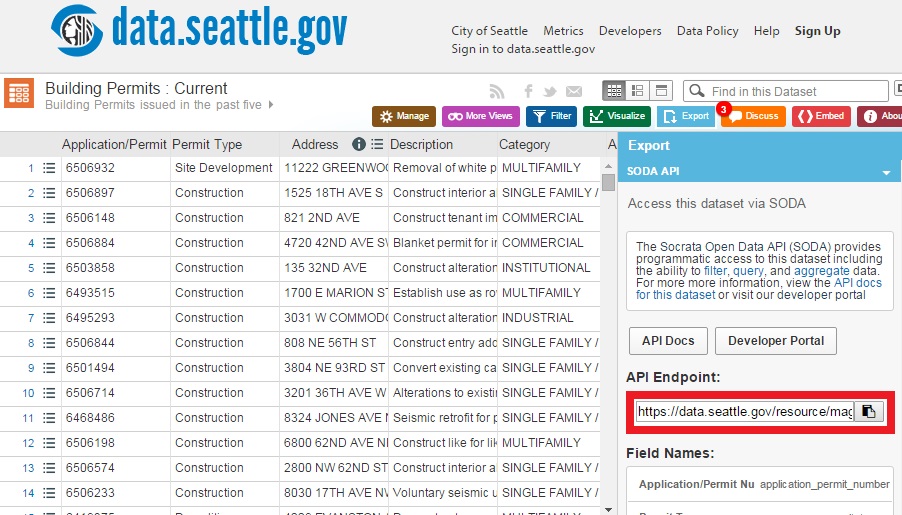 data.seattle.gov
City of Seattle Metrics Developers Data Policy Help Sign Up
Sign in to data.seattle.gov
Building Permits : Current
Building Permits issued in the past five
Find in this Dataset
Manage More Views Filter Visualize Export 3 Discuss Embed Abou
Application/Permit Permit Type Address Description Category A
1 6506932 Site Development 11222 GREENWOO Removal of white p MULTIFAMILY
2 6506897 Construction 1525 18TH AVE S Construct interior a SINGLE FAMILY /
3 6506148 Construction 821 2ND AVE Construct tenant im COMMERCIAL
4 6506884 Construction 4720 42ND AVE SW Blanket permit for in COMMERCIAL
5 6503858 Construction 135 32ND AVE Construct alteration INSTITUTIONAL
6 6493515 Construction 1700 E MARION ST Establish use as ro MULTIFAMILY
7 6495293 Construction 3031 W COMMODO Construct alteration INDUSTRIAL
8 6506844 Construction 808 NE 56TH ST Construct entry add SINGLE FAMILY /
9 6501494 Construction 3804 NE 93RD ST Convert existing ca SINGLE FAMILY /
10 6506714 Construction 3201 36TH AVE W Alterations to existi SINGLE FAMILY /
11 6468486 Construction 8324 JONES AVE N Seismic retrofit for p SINGLE FAMILY /
12 6506198 Construction 6800 62ND AVE N Construct like for lik MULTIFAMILY
13 6506574 Construction 2800 NW 62ND ST Construct interior a SINGLE FAMILY /
14 6506233 Construction 8030 17TH AVE NW Voluntary seismic u SINGLE FAMILY /
Export
SODA API
Access this dataset via SODA
The Socrata Open Data API (SODA) provides
programmatic access to this dataset including
the ability to filter, query, and aggregate data.
For more more information, view the API docs
for this dataset or visit our developer portal
API Docs Developer Portal
API Endpoint:
https://data.seattle.gov/resource/mag
Field Names:
Application/Permit Nu application_permit_number